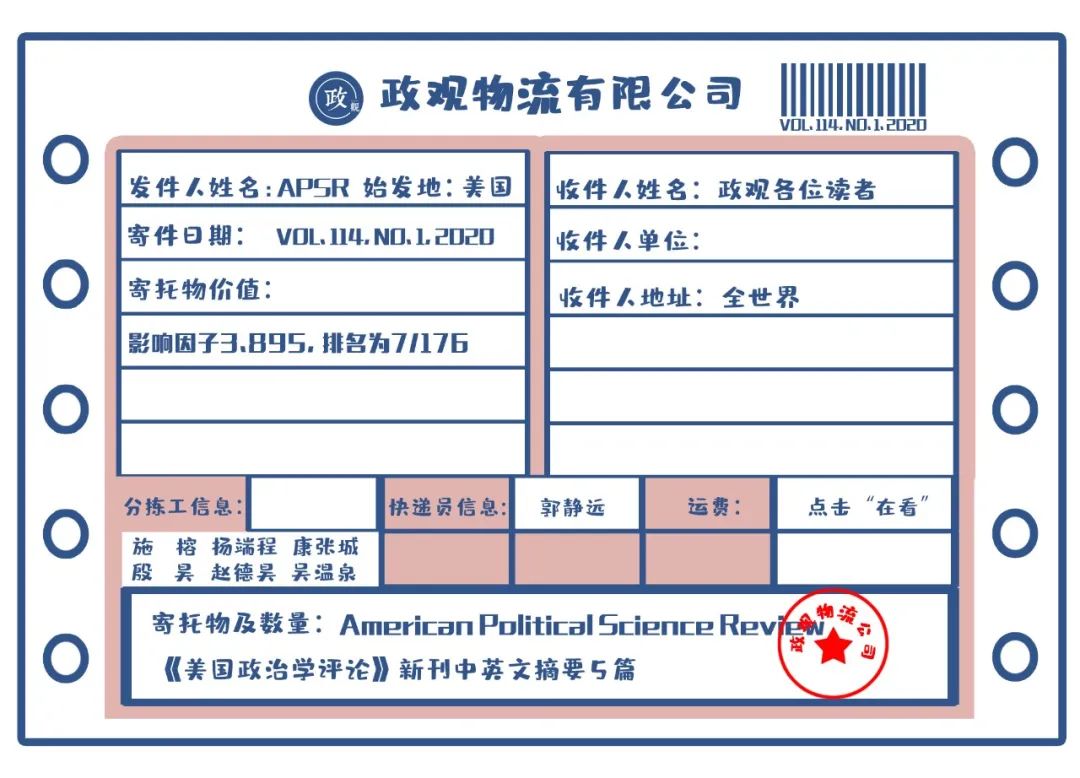 政观
政观物流有限公司
VOL.114.NO.1.2020
发件人姓名:APSR 始发地:美国
寄件日期: VOL.114.NO.1.2020
寄托物价值:
影响因子3.895,排名为7/176
收件人姓名:政观各位读者
收件人单位:
收件人地址:全世界
分拣工信息:
快递员信息: 郭静远
运费: 点击“在看”
施 榕 杨端程 康张城
殷 昊 赵德昊 吴温泉
寄托物及数量:American Political Science Review
《美国政治学评论》新刊中英文摘要5篇
政观物流公司